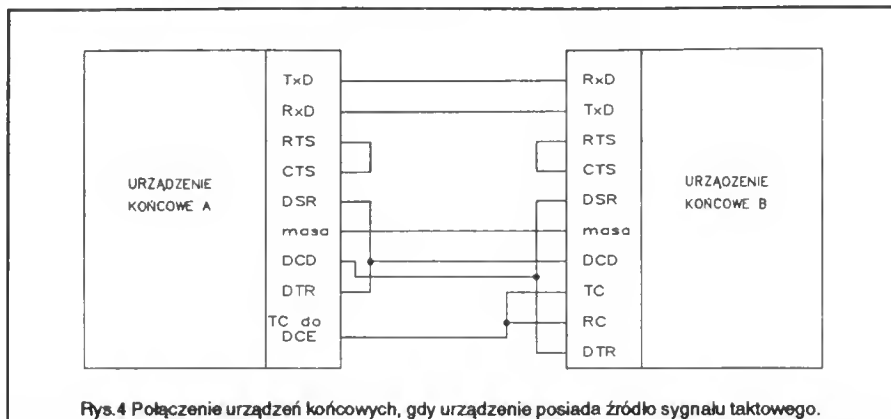 TxD
RxD
RTS
CTS
DSR
masa
DCD
DTR
TC do
DCE
URZĄDZENIE
KOŃCOWE A
RxD
TxD
RTS
CTS
DSR
masa
DCD
TC
RC
DTR
URZĄDZENIE
KOŃCOWE B
Rys.4 Połączenie urządzeń końcowych, gdy urządzenie posiada źródło sygnału taktowego.